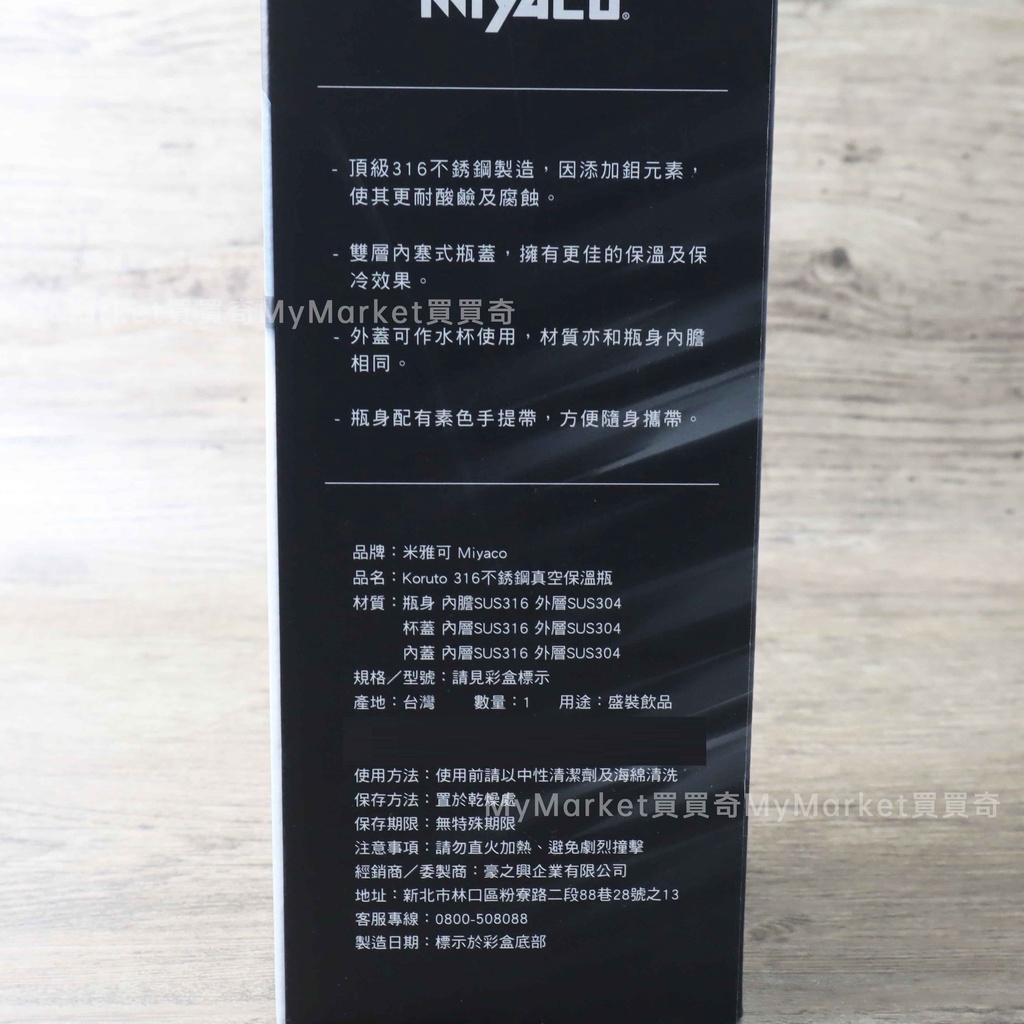 Miyaco®
- 頂級316不銹鋼製造，因添加鉬元素，
使其更耐酸鹼及腐蝕。
- 雙層內塞式瓶蓋，擁有更佳的保溫及保
冷效果。
MyMarket買買奇
- 外蓋可作水杯使用，材質亦和瓶身內膽
相同。
- 瓶身配有素色手提帶，方便隨身攜帶。
品牌：米雅可 Miyaco
品名：Koruto 316不銹鋼真空保溫瓶
材質：瓶身 內膽SUS316 外層SUS304
杯蓋 內層SUS316 外層SUS304
內蓋 內層SUS316 外層SUS304
規格／型號：請見彩盒標示
產地：台灣 數量：1 用途：盛裝飲品
使用方法：使用前請以中性清潔劑及海綿清洗
保存方法：置於乾燥處
MyMarket買買奇MyMarket買買奇
保存期限：無特殊期限
注意事項：請勿直火加熱、避免劇烈撞擊
經銷商／委製商：豪之興企業有限公司
地址：新北市林口區粉寮路二段88巷28號之13
客服專線：0800-508088
製造日期：標示於彩盒底部